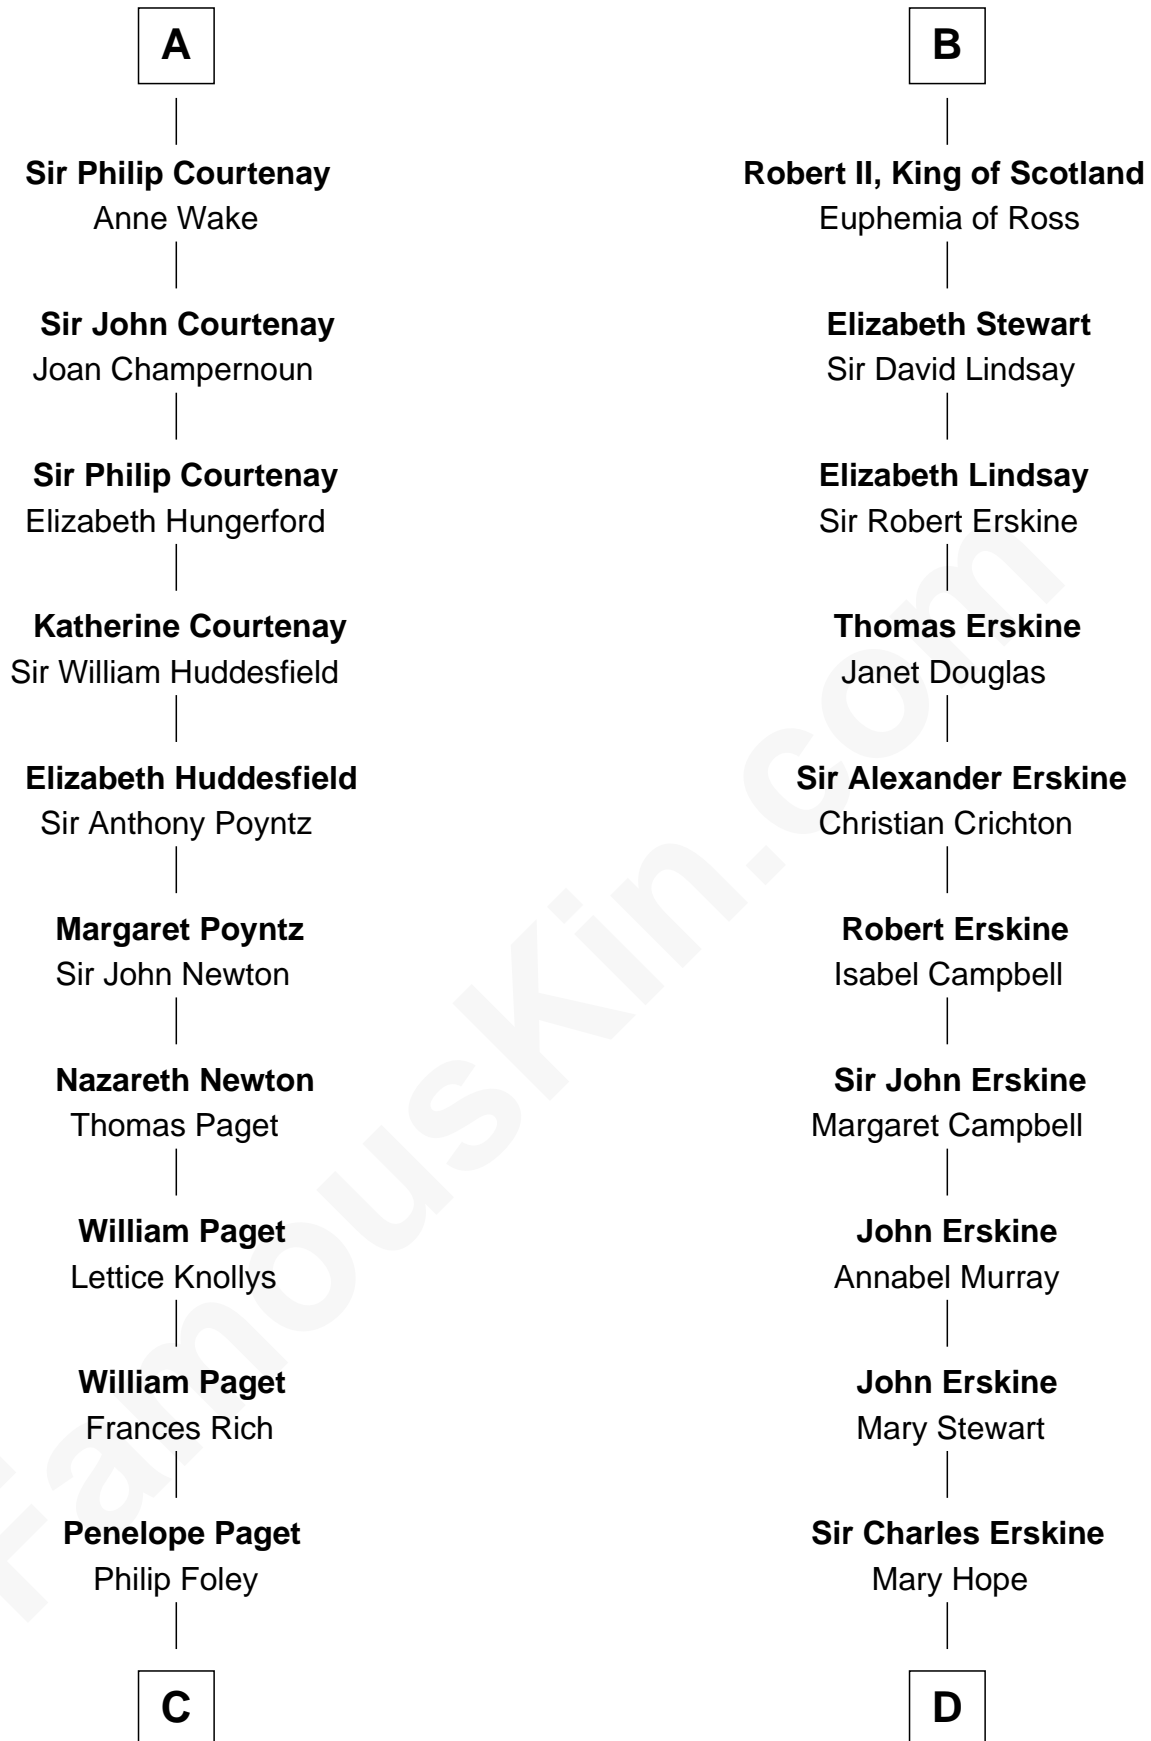 A
Sir Philip Courtenay
Anne Wake
Sir John Courtenay
Joan Champernoun
Sir Philip Courtenay
Elizabeth Hungerford
Katherine Courtenay
Sir William Huddesfield
Elizabeth Huddesfield
Sir Anthony Poyntz
Margaret Poyntz
Sir John Newton
Nazareth Newton
Thomas Paget
William Paget
Lettice Knollys
William Paget
Frances Rich
Penelope Paget
Philip Foley
C
B
Robert II, King of Scotland
Euphemia of Ross
Elizabeth Stewart
Sir David Lindsay
Elizabeth Lindsay
Sir Robert Erskine
Thomas Erskine
Janet Douglas
Sir Alexander Erskine
Christian Crichton
Robert Erskine
Isabel Campbell
Sir John Erskine
Margaret Campbell
John Erskine
Annabel Murray
John Erskine
Mary Stewart
Sir Charles Erskine
Mary Hope
D
FamousKin.com